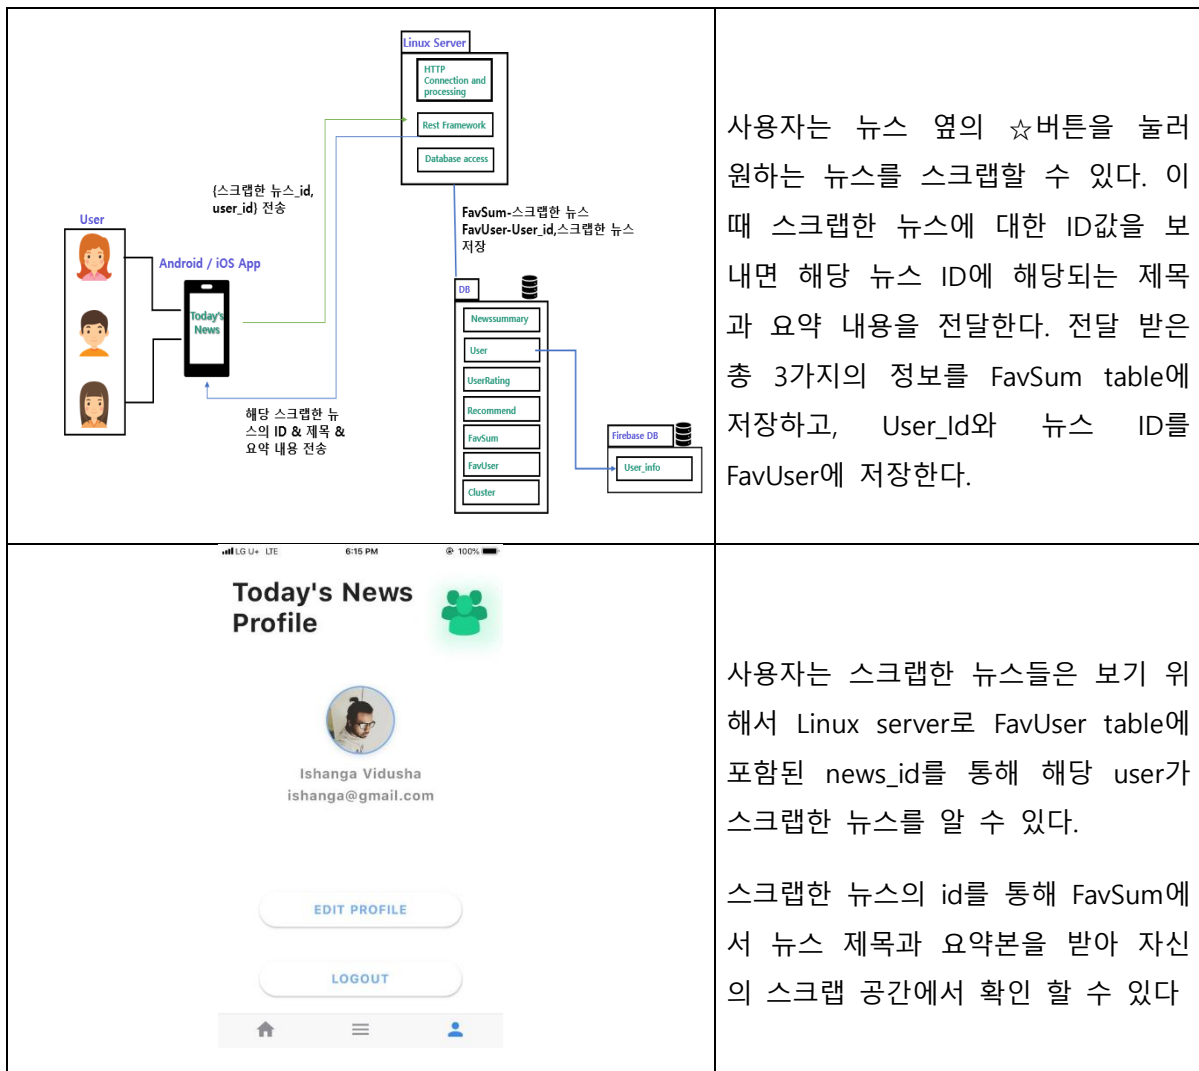 Linux Server
HTTP
Connection and
processing
Rest Framework
Database access
{스크랩한 뉴스_id,
user_id} 전송
FavSum-스크랩한 뉴스
FavUser-User_id,스크랩한 뉴스
저장
User
Android / iOS App
Today's
News
해당 스크랩한 뉴
스의 ID & 제목 &
요약 내용 전송
DB
Newssummary
User
UserRating
Recommend
FavSum
FavUser
Cluster
Firebase DB
User_info
사용자는 뉴스 옆의 ☆버튼을 눌러
원하는 뉴스를 스크랩할 수 있다. 이
때 스크랩한 뉴스에 대한 ID값을 보
내면 해당 뉴스 ID에 해당되는 제목
과 요약 내용을 전달한다. 전달 받은
총 3가지의 정보를 FavSum table에
저장하고, User_Id와 뉴스 ID를
FavUser에 저장한다.
LG U+ LTE 6:15 PM 100%
Today's News
Profile
Ishanga Vidusha
ishanga@gmail.com
EDIT PROFILE
LOGOUT
사용자는 스크랩한 뉴스들은 보기 위
해서 Linux server로 FavUser table에
포함된 news_id를 통해 해당 user가
스크랩한 뉴스를 알 수 있다.
스크랩한 뉴스의 id를 통해 FavSum에
서 뉴스 제목과 요약본을 받아 자신
의 스크랩 공간에서 확인 할 수 있다